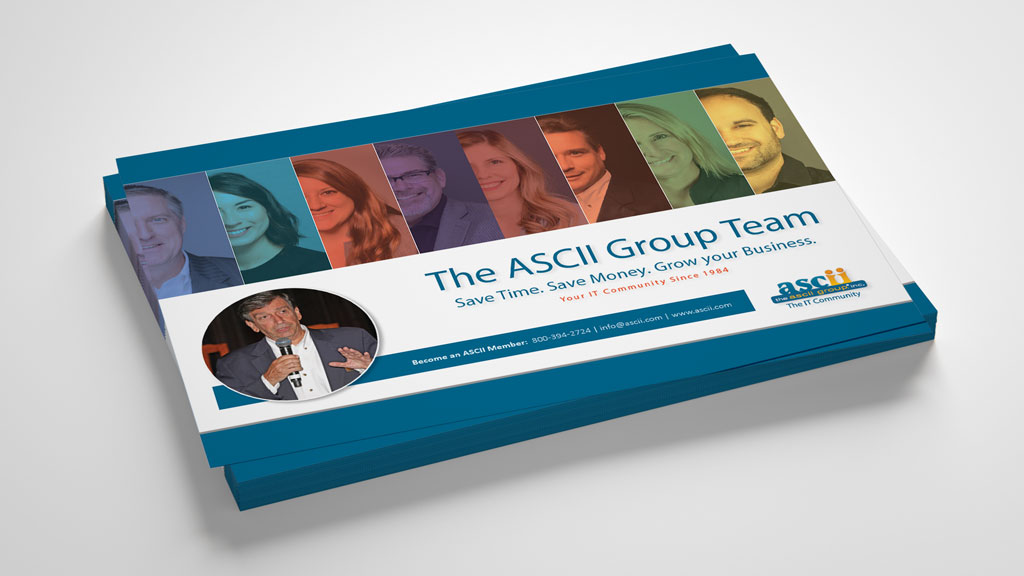 The ASCII Group Team
Save Time. Save Money. Grow your Business.
Your IT Community Since 1984
Become an ASCII Member: 800-394-2724 | info@ascii.com | www.ascii.com
ascii
the ascii group, inc.
The IT Community